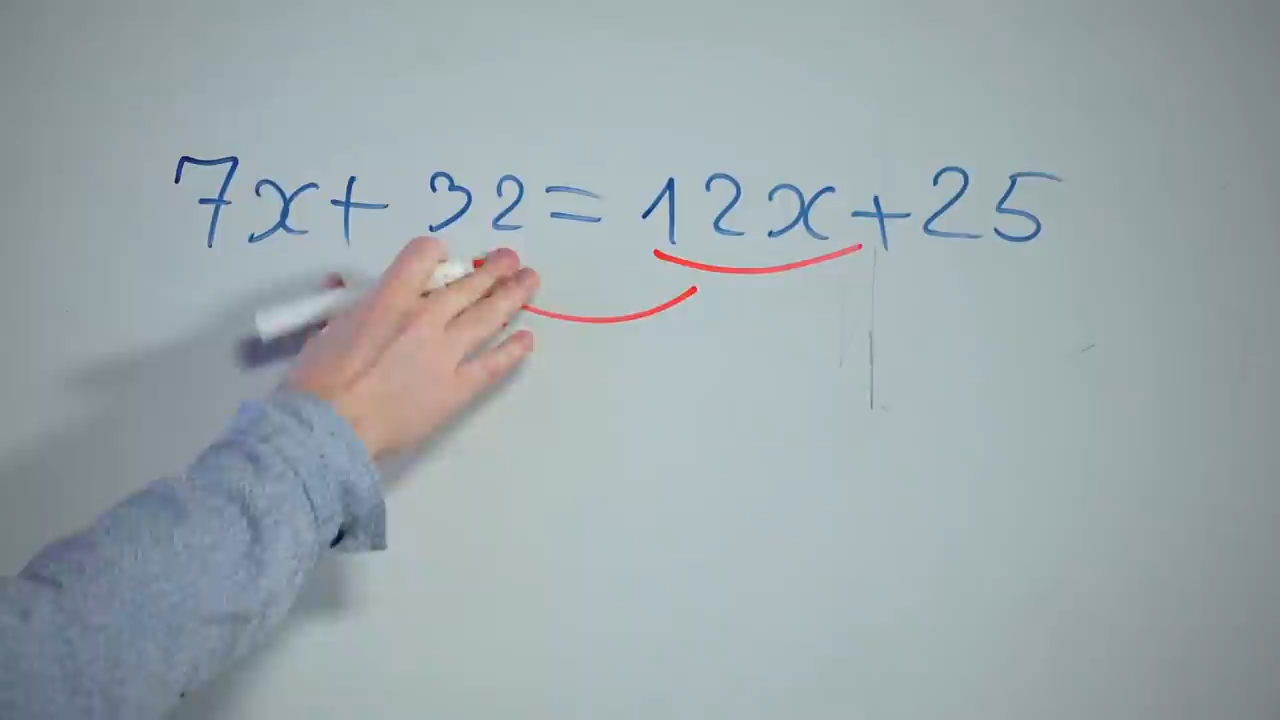 7x + 32 = 12x + 25